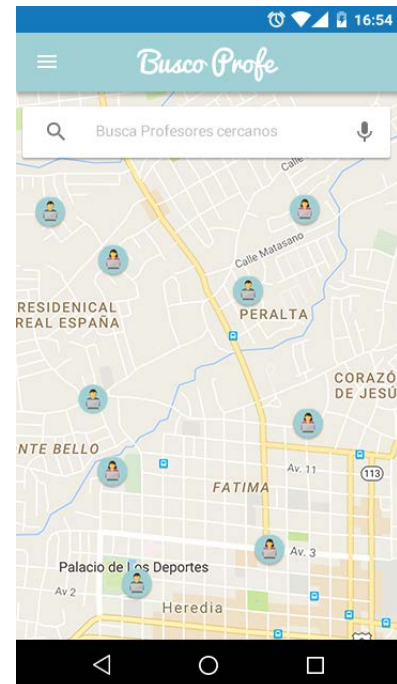 16:54
Busco Profe
Busca Profesores cercanos
Calle
Calle Matasano
RESIDENICAL
REAL ESPAÑA
PERALTA
CORAZÓ
DE JESÚ
NTE BELLO
Av. 11
113
FATIMA
Av. 3
Palacio de Los Deportes
Av 2
Heredia